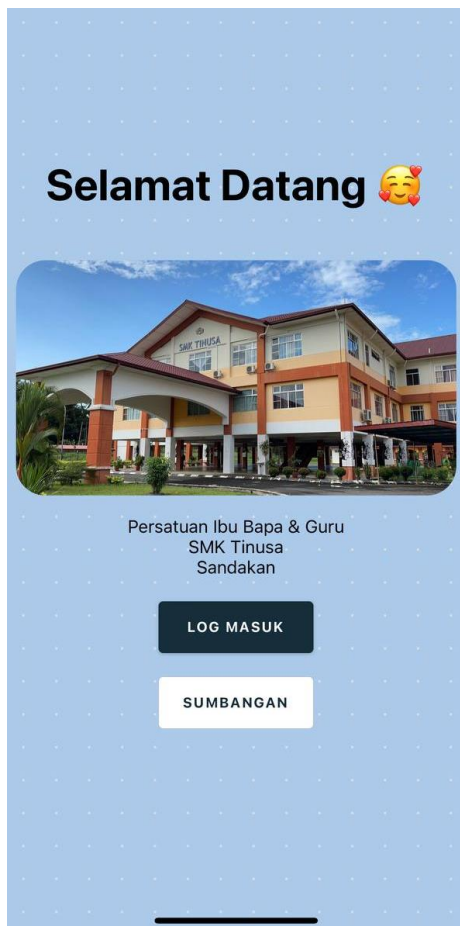 Selamat Datang 🥰
SMK TINUSA
Persatuan Ibu Bapa & Guru
SMK Tinusa
Sandakan
LOG MASUK
SUMBANGAN